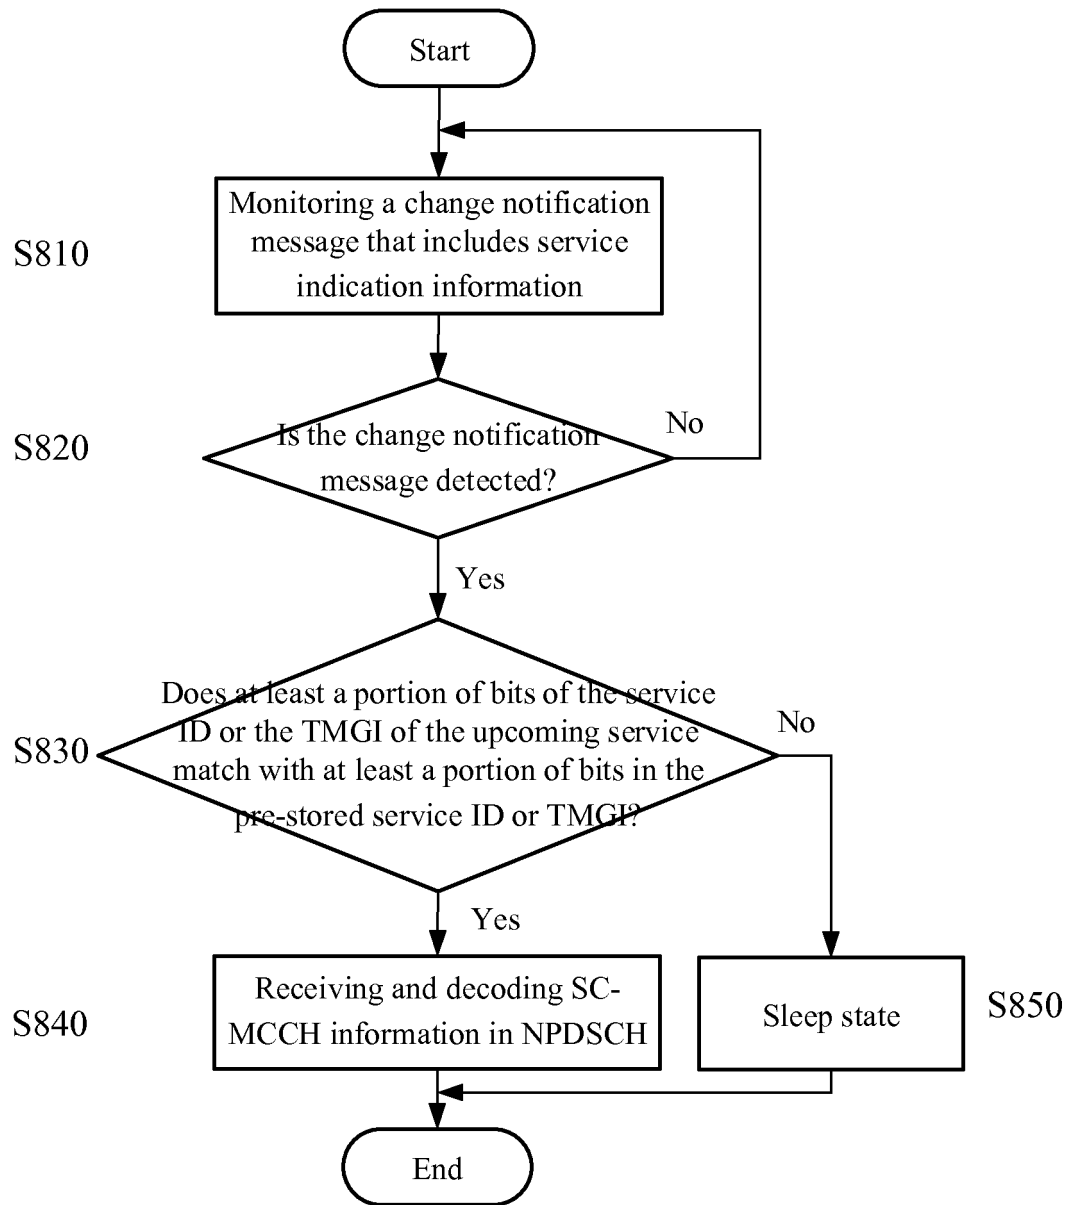 Start
Monitoring a change notification
message that includes service
indication information
S810
Is the change notification
message detected?
S820
No
Yes
Does at least a portion of bits of the service
ID or the TMGI of the upcoming service
match with at least a portion of bits in the
pre-stored service ID or TMGI?
S830
No
Yes
Receiving and decoding SC-
MCCH information in NPDSCH
S840
Sleep state
S850
End